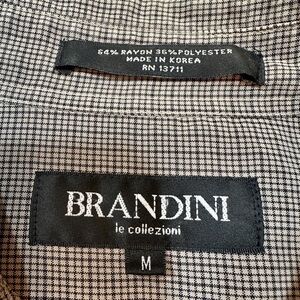 64% RAYON 36% POLYESTER
MADE IN KOREA
RN 13711
BRANDINI
le collezioni
M